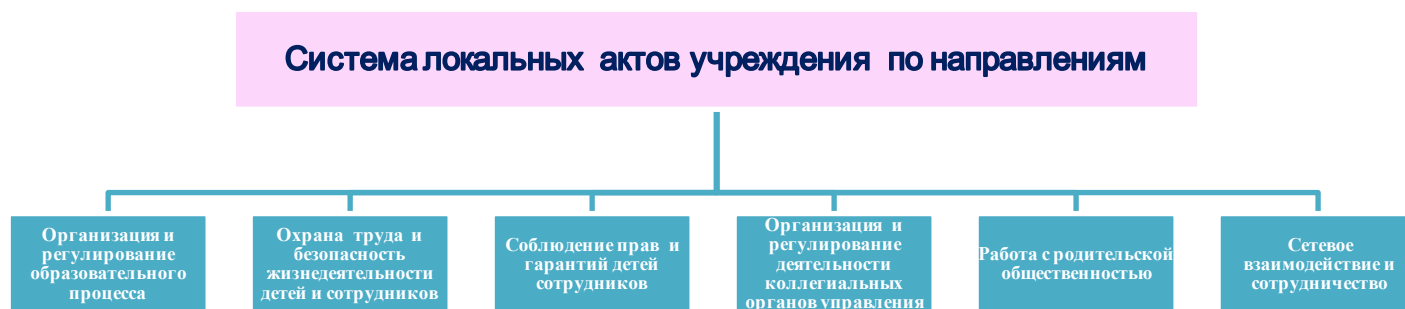 Система локальных актов учреждения по направлениям
Организация и
регулирование
образовательного
процесса
Охрана труда и
безопасность
жизнедеятельности
детей и сотрудников
Соблюдение прав и
гарантий детей
сотрудников
Организация и
регулирование
деятельности
коллегиальных
органов управления
Работа с родительской
общественностью
Сетевое
взаимодействие и
сотрудничество